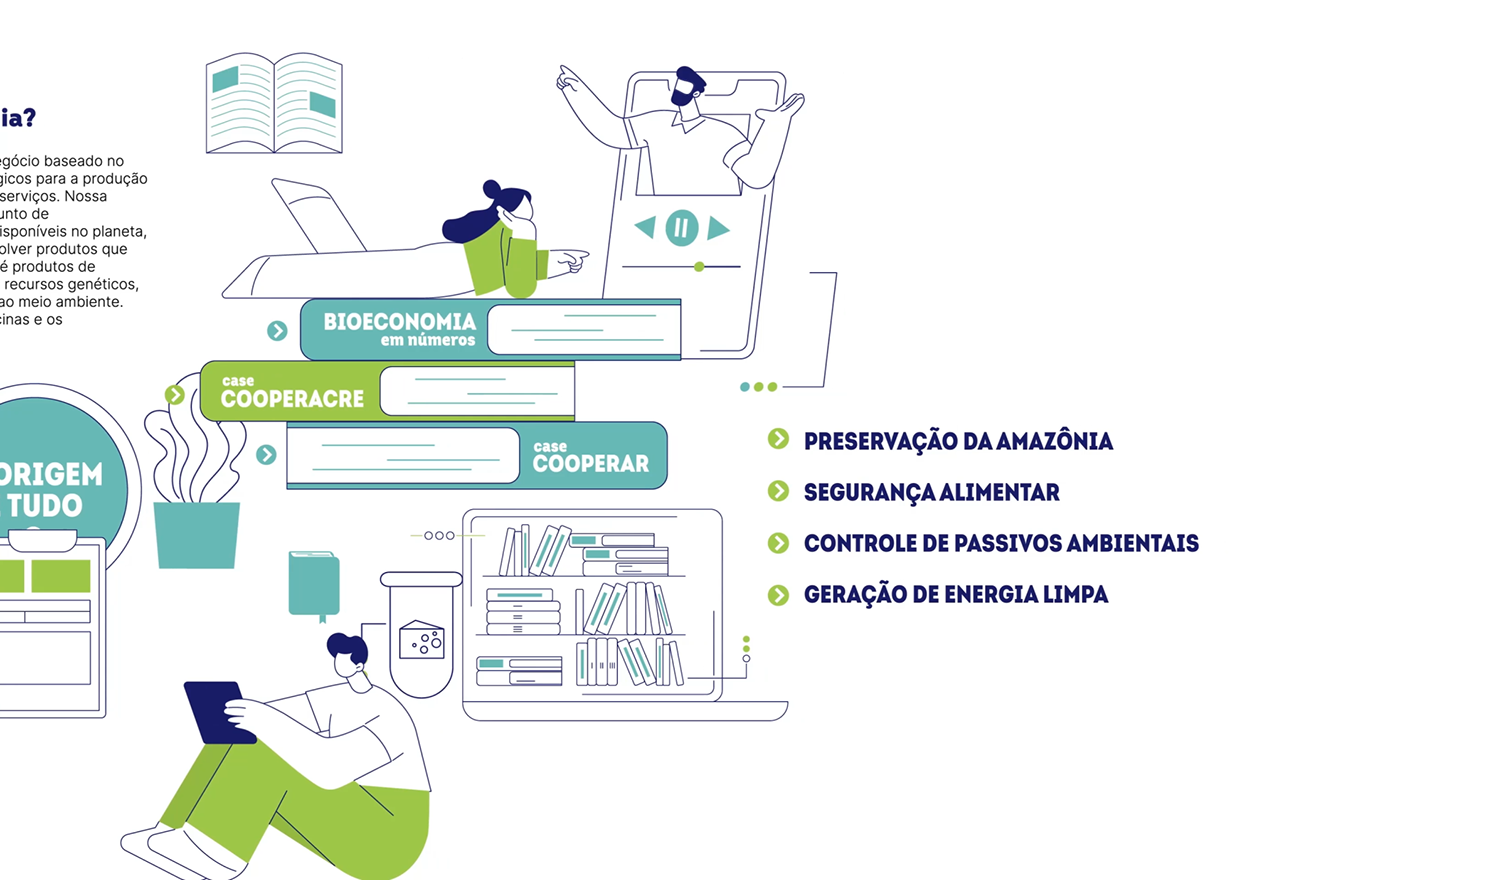 ia?
egócio baseado no
gicos para a produção
serviços. Nossa
unto de
isponíveis no planeta,
olver produtos que
é produtos de
recursos genéticos,
ao meio ambiente.
cinas e os
BIOECONOMIA
em números
case
COOPERACRE
case
COOPERAR
ORIGEM
TUDO
PRESERVAÇÃO DA AMAZÔNIA
SEGURANÇA ALIMENTAR
CONTROLE DE PASSIVOS AMBIENTAIS
GERAÇÃO DE ENERGIA LIMPA